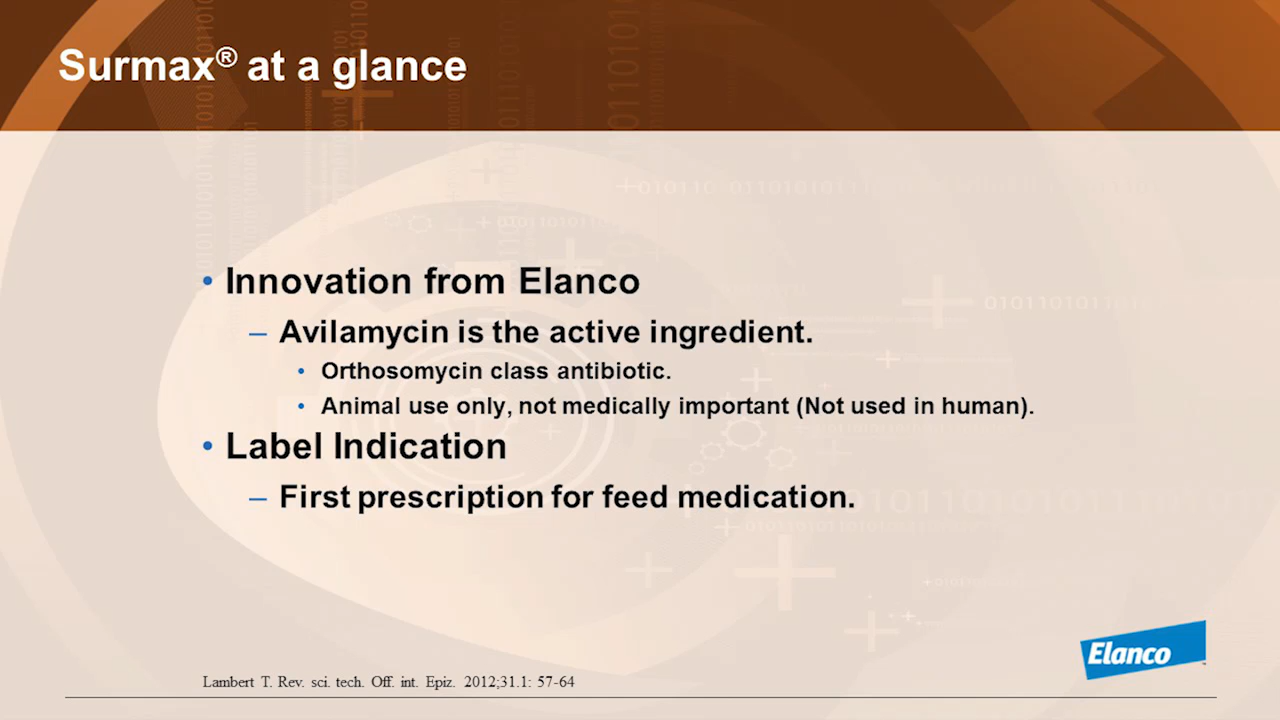 Surmax® at a glance
• Innovation from Elanco
– Avilamycin is the active ingredient.
• Orthosomycin class antibiotic.
• Animal use only, not medically important (Not used in human).
• Label Indication
– First prescription for feed medication.
Elanco
Lambert T. Rev. sci. tech. Off. int. Epiz. 2012;31.1: 57-64